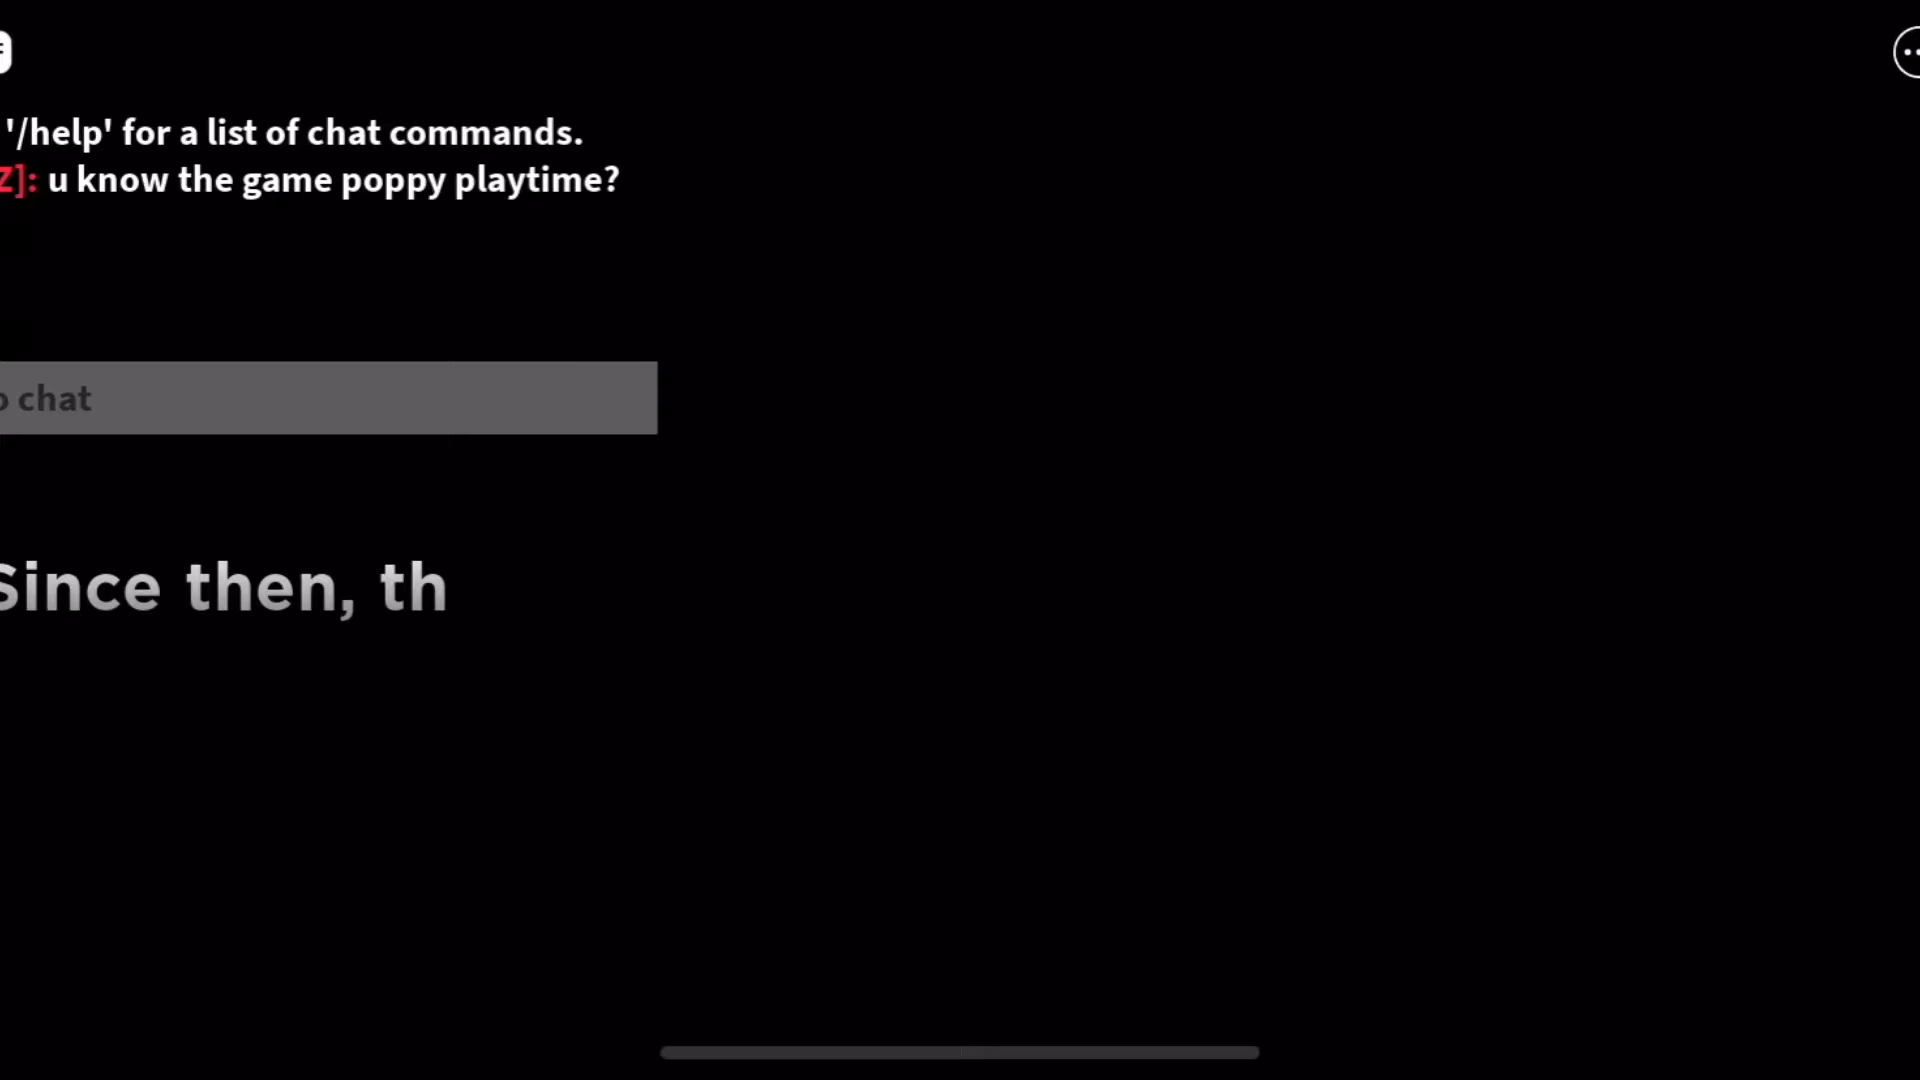 '/help' for a list of chat commands.
Z]: u know the game poppy playtime?
chat
Since then, th